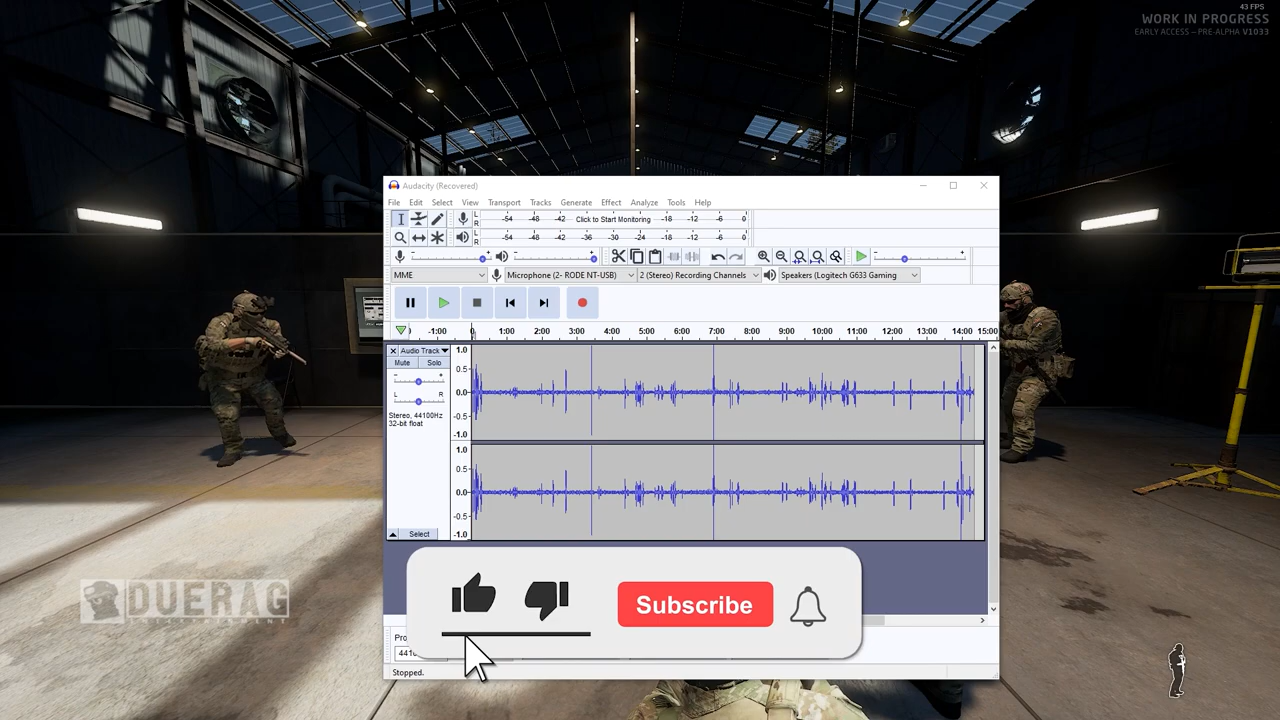 43 FPS
WORK IN PROGRESS
EARLY ACCESS – PRE-ALPHA V1033
Audacity (Recovered)
File Edit Select View Transport Tracks Generate Effect Analyze Tools Help
L R -54 -48 -42 Click to Start Monitoring -18 -12 -6 0
L R -54 -48 -42 -36 -30 -24 -18 -12 -6 0
MME Microphone (2- RODE NT-USB) 2 (Stereo) Recording Channels Speakers (Logitech G633 Gaming
-1:00 0 1:00 2:00 3:00 4:00 5:00 6:00 7:00 8:00 9:00 10:00 11:00 12:00 13:00 14:00 15:00
Audio Track
Mute Solo
- +
L R
Stereo, 44100Hz
32-bit float
1.0
0.5
0.0
-0.5
-1.0
1.0
0.5
0.0
-0.5
-1.0
Select
DUERAG
Subscribe
Pro
441
Stopped.